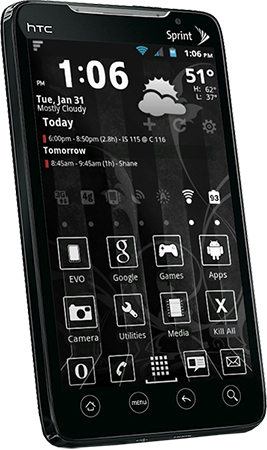 hTC
Sprint
1:06 PM
1:06
51°
H: 62°
L: 37°
Tue, Jan 31
Mostly Cloudy
Today
6:00pm - 8:50pm (2.8h) - IS 115 @ C 116
Tomorrow
8:45am - 9:45am (1h) - Shane
+ C
3G
4G
93
EVO
Google
Games
Apps
Camera
Utilities
Media
Kill All
menu